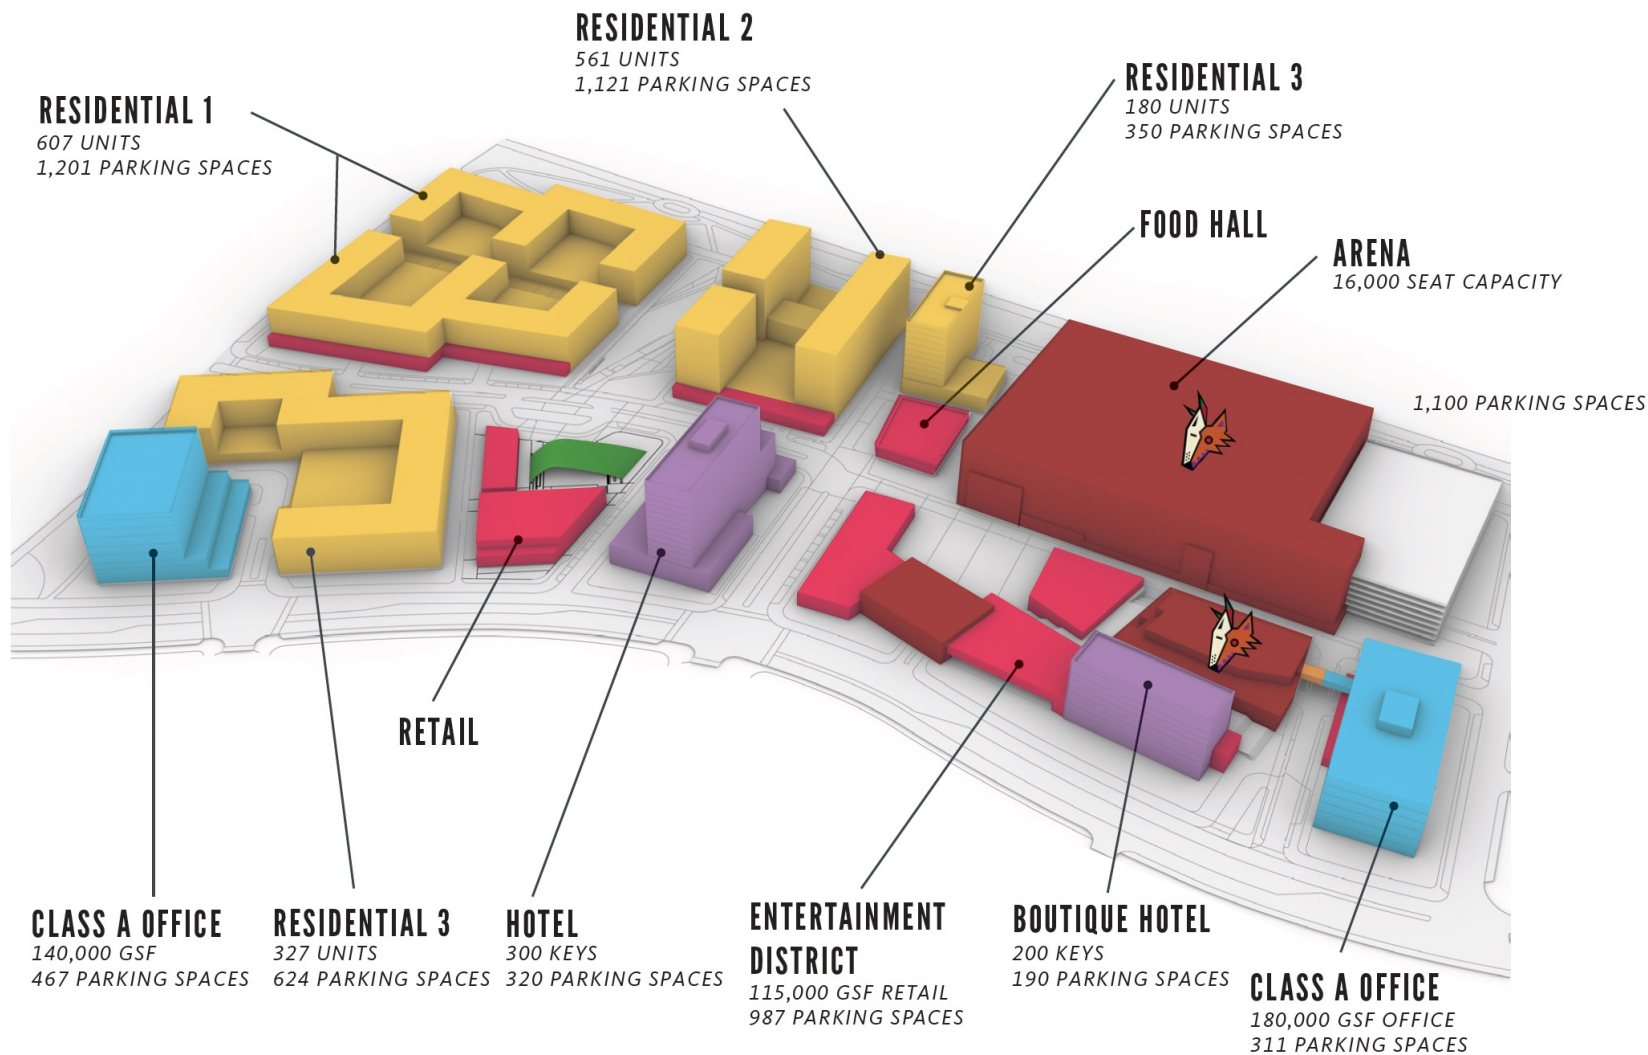 RESIDENTIAL 2
561 UNITS
1,121 PARKING SPACES
RESIDENTIAL 3
180 UNITS
350 PARKING SPACES
RESIDENTIAL 1
607 UNITS
1,201 PARKING SPACES
FOOD HALL
ARENA
16,000 SEAT CAPACITY
1,100 PARKING SPACES
RETAIL
CLASS A OFFICE
140,000 GSF
467 PARKING SPACES
RESIDENTIAL 3
327 UNITS
624 PARKING SPACES
HOTEL
300 KEYS
320 PARKING SPACES
ENTERTAINMENT
DISTRICT
115,000 GSF RETAIL
987 PARKING SPACES
BOUTIQUE HOTEL
200 KEYS
190 PARKING SPACES
CLASS A OFFICE
180,000 GSF OFFICE
311 PARKING SPACES